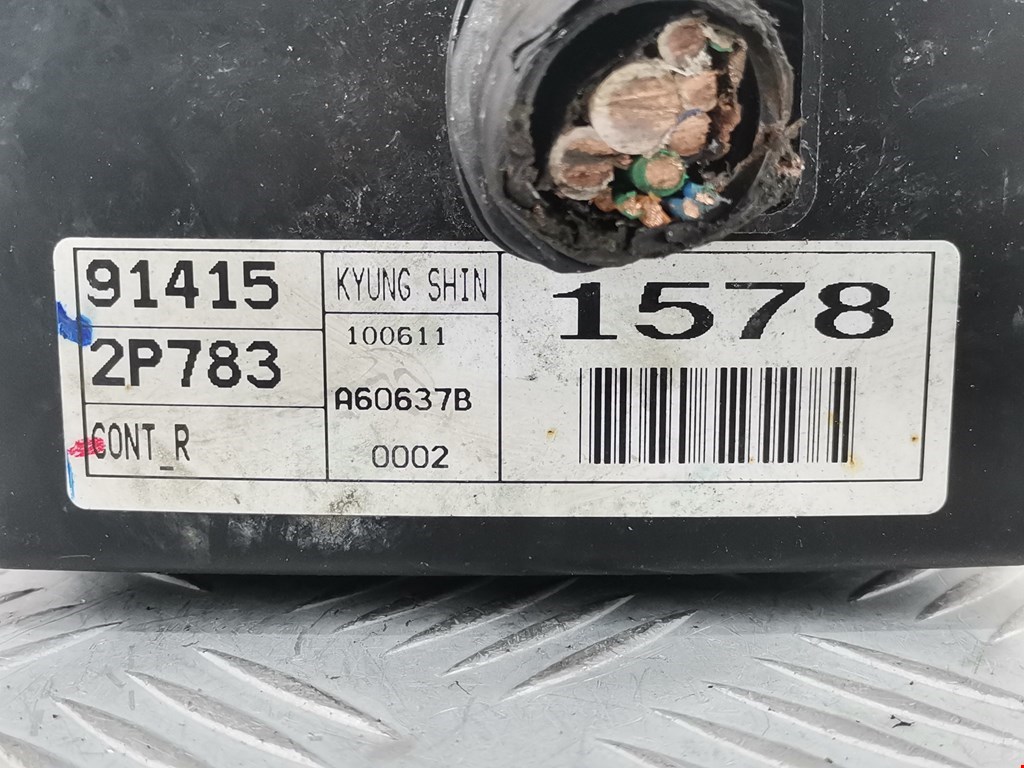 91415
2P783
CONT_R
KYUNG SHIN
100611
A60637B
0002
1578